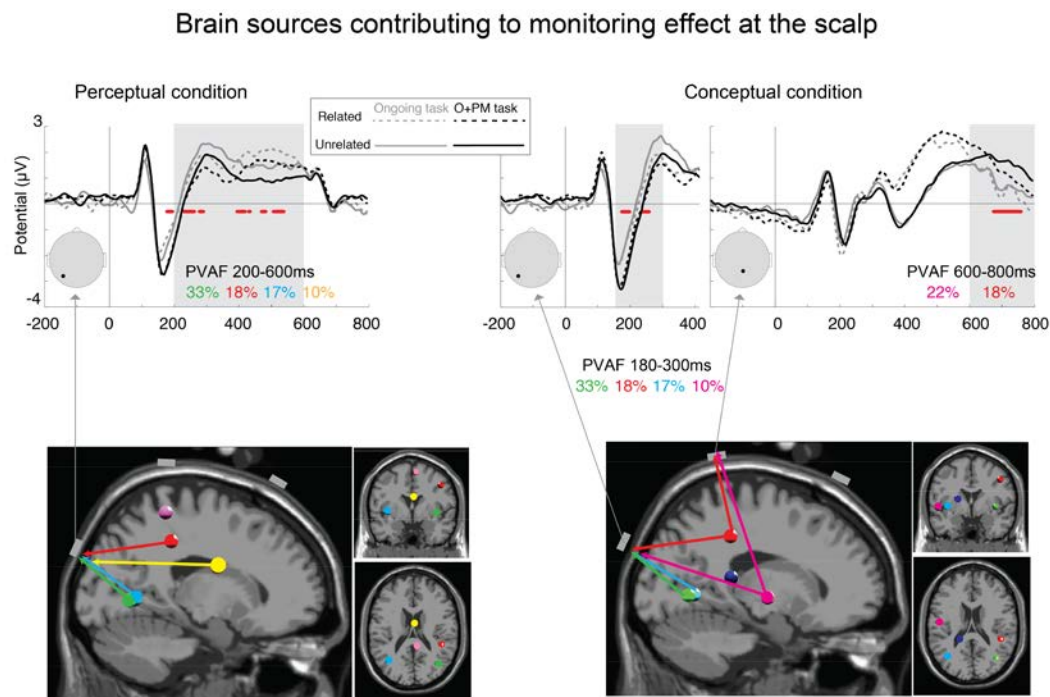 Brain sources contributing to monitoring effect at the scalp
Perceptual condition
Conceptual condition
Ongoing task O+PM task
Related
Unrelated
3
Potential (µV)
-4
PVAF 200-600ms
33% 18% 17% 10%
-200 0 200 400 600 800
-200 0 200 400
PVAF 600-800ms
22% 18%
-200 0 200 400 600 800
PVAF 180-300ms
33% 18% 17% 10%